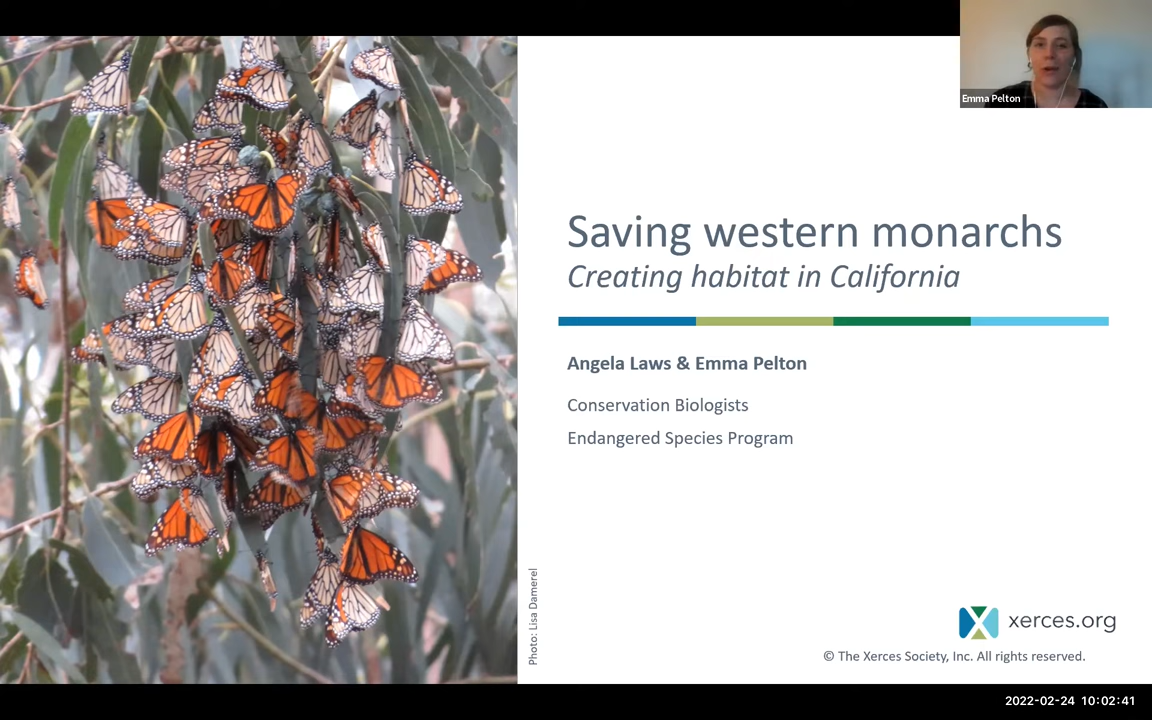 Emma Pelton
Saving western monarchs
Creating habitat in California
Angela Laws & Emma Pelton
Conservation Biologists
Endangered Species Program
Photo: Lisa Damerel
xerces.org
© The Xerces Society, Inc. All rights reserved.
2022-02-24 10:02:41